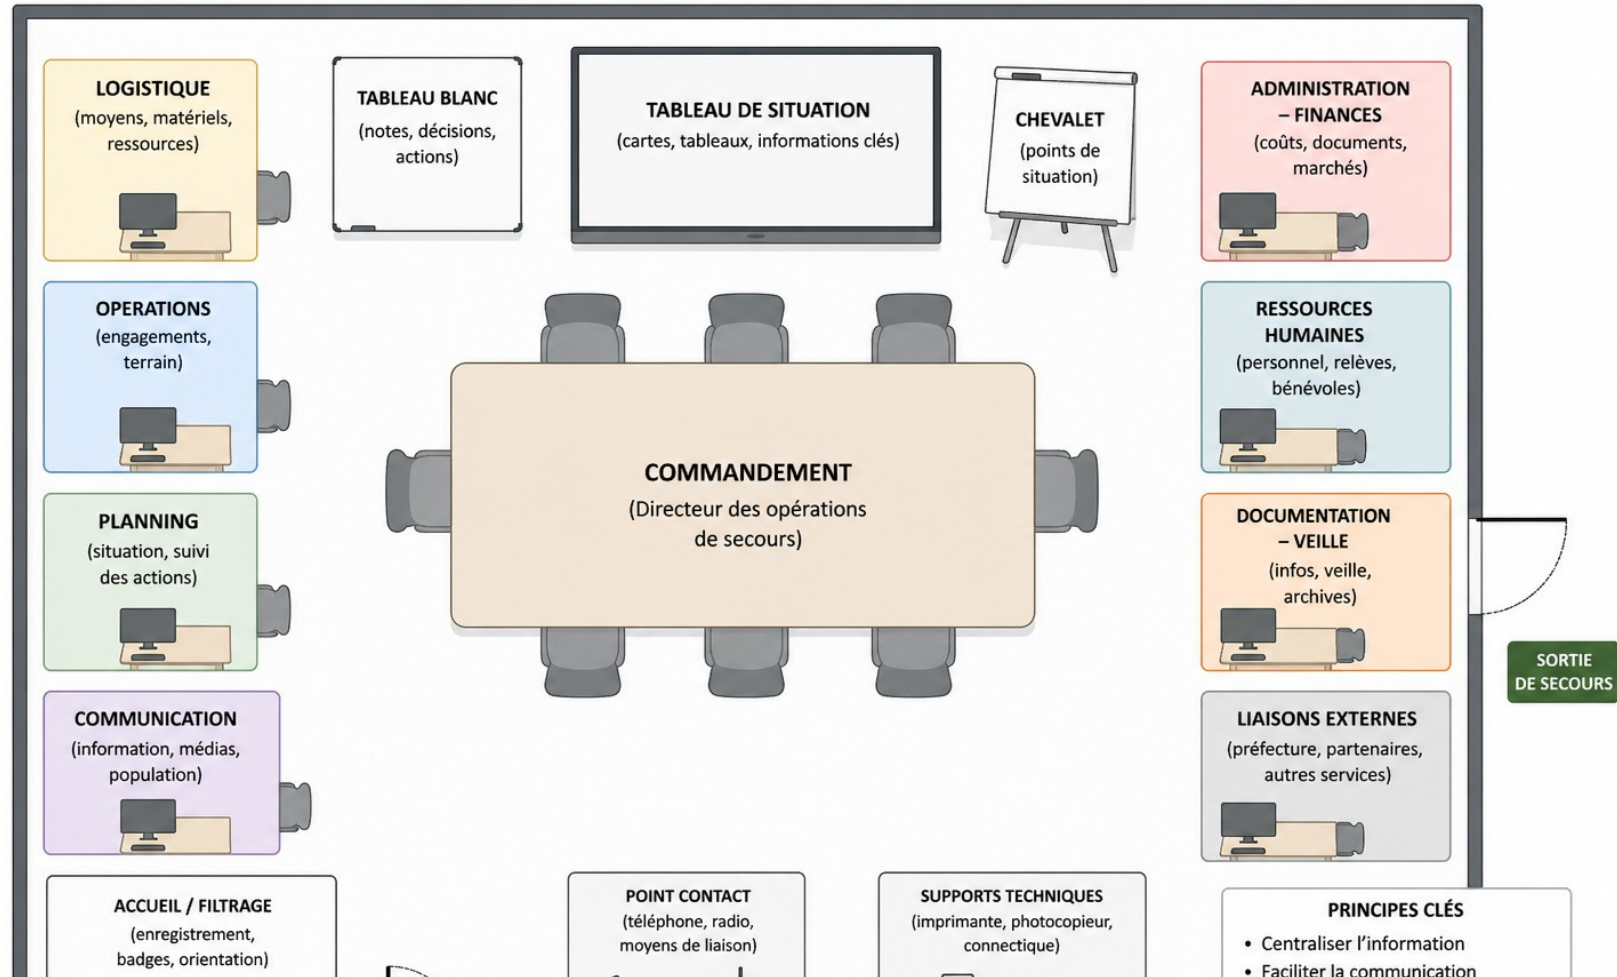 LOGISTIQUE
(moyens, matériels,
ressources)
TABLEAU BLANC
(notes, décisions,
actions)
TABLEAU DE SITUATION
(cartes, tableaux, informations clés)
CHEVALET
(points de
situation)
ADMINISTRATION
– FINANCES
(coûts, documents,
marchés)
OPERATIONS
(engagements,
terrain)
RESSOURCES
HUMAINES
(personnel, relèves,
bénévoles)
COMMANDEMENT
(Directeur des opérations
de secours)
PLANNING
(situation, suivi
des actions)
DOCUMENTATION
– VEILLE
(infos, veille,
archives)
SORTIE
DE SECOURS
COMMUNICATION
(information, médias,
population)
LIAISONS EXTERNES
(préfecture, partenaires,
autres services)
ACCUEIL / FILTRAGE
(enregistrement,
badges, orientation)
POINT CONTACT
(téléphone, radio,
moyens de liaison)
SUPPORTS TECHNIQUES
(imprimante, photocopieur,
connectique)
PRINCIPES CLÉS
• Centraliser l'information
• Faciliter la communication